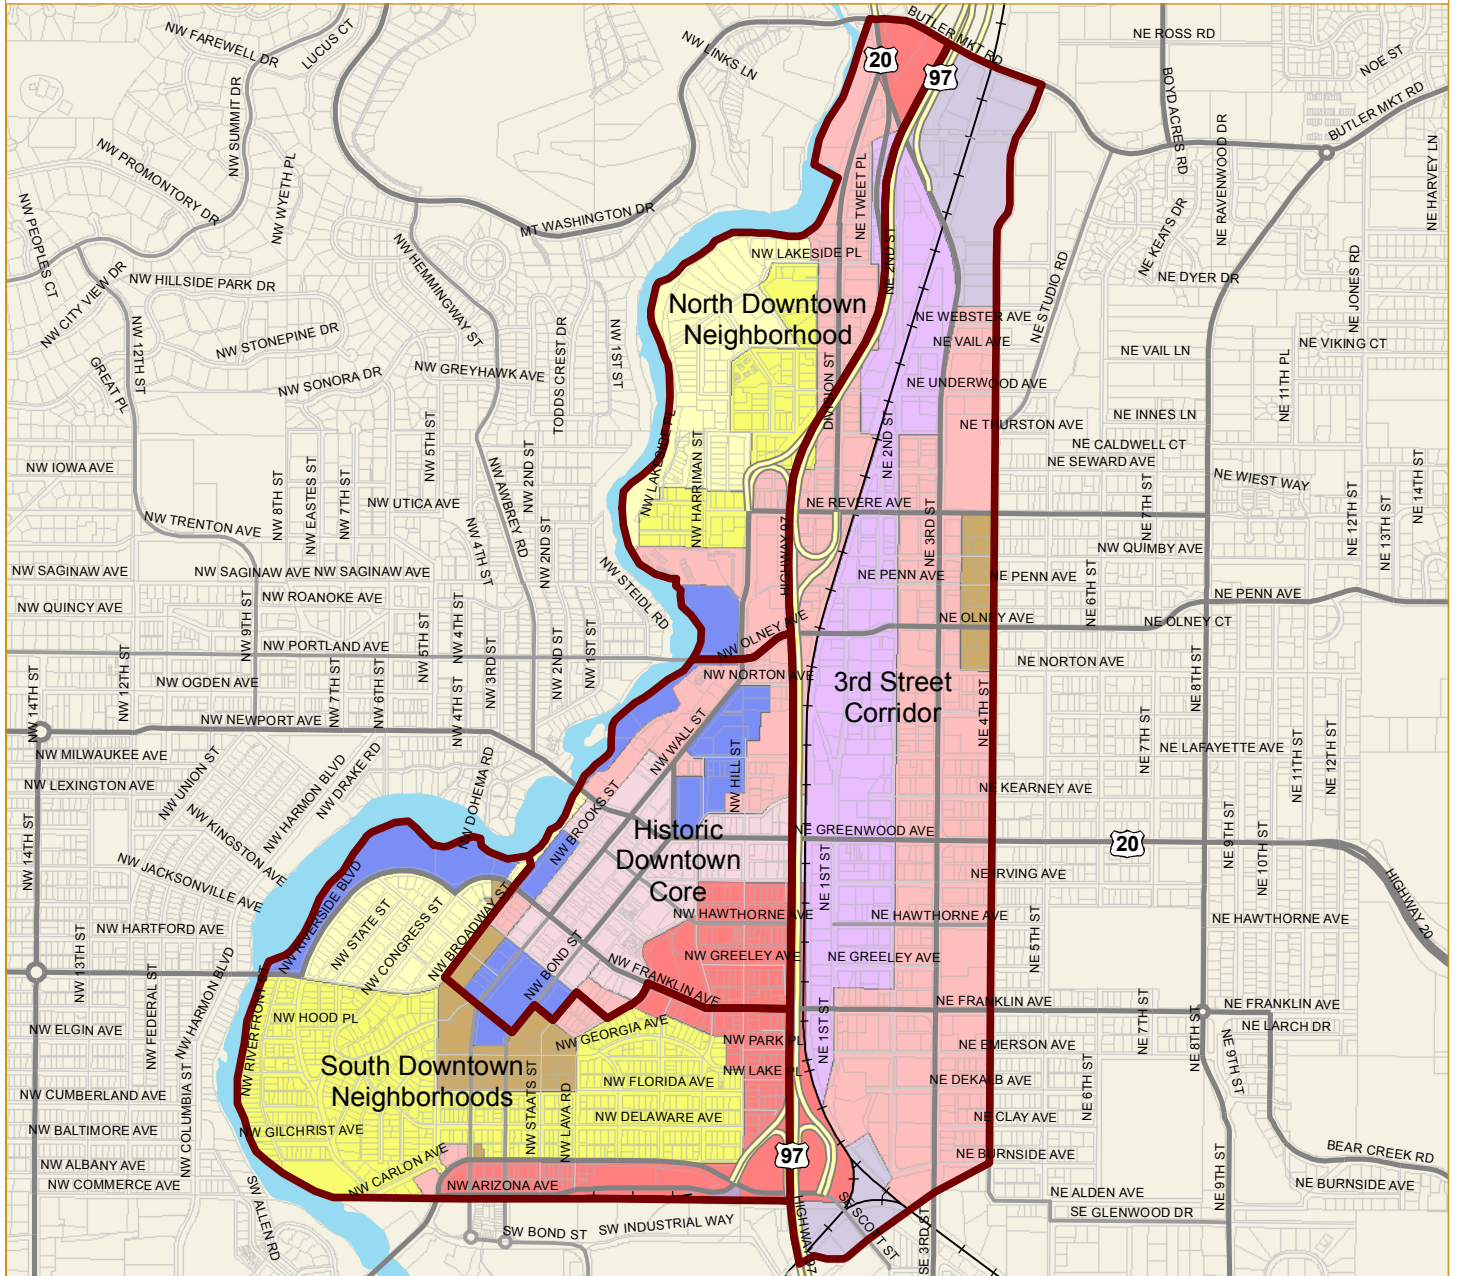 NW FAREWELL DR
LUCUS CT
NW LINKS LN
BUTLER MKT RD
NE ROSS RD
NOE ST
20
97
BOYD ACRES RD
BUTLER MKT RD
NW SUMMIT DR
NW PROMONTORY DR
NW WYETH PL
NE RAVENWOOD DR
NE HARVEY LN
NW PEOPLES CT
MT WASHINGTON DR
NE TWEET PL
NE KEATS DR
NW HEMMINGWAY ST
NW LAKESIDE PL
NE 2ND ST
NE STUDIO RD
NE DYER DR
NE JONES RD
NW CITY VIEW DR
NW HILLSIDE PARK DR
North Downtown
Neighborhood
NE WEBSTER AVE
NW 12TH ST
NW STONEPINE DR
TODDS CREST DR
NW 1ST ST
NE VAIL AVE
NE VAIL LN
NE VIKING CT
GREAT PL
NW SONORA DR
NW GREYHAWK AVE
DIVISION ST
NE UNDERWOOD AVE
NE 11TH PL
NW 5TH ST
NW LAKESIDE PL
NW HARRIMAN ST
NE 2ND ST
NE THURSTON AVE
NE INNES LN
NE CALDWELL CT
NE SEWARD AVE
NW IOWA AVE
NW 8TH ST
NW EASTES ST
NW 7TH ST
NW UTICA AVE
NW AWBREY RD
NW 2ND ST
NE WIEST WAY
NE 14TH ST
NW TRENTON AVE
NW 4TH ST
NW 2ND ST
HIGHWAY 97
NE REVERE AVE
NE 3RD ST
NE 7TH ST
NE 12TH ST
NE 13TH ST
NW QUIMBY AVE
NW SAGINAW AVE
NW SAGINAW AVE
NW SAGINAW AVE
NW STEIDL RD
NE PENN AVE
NE PENN AVE
NE 6TH ST
NE PENN AVE
NW QUINCY AVE
NW ROANOKE AVE
NW 9TH ST
NW 5TH ST
NW 4TH ST
NW OLNEY AVE
NE OLNEY AVE
NE OLNEY CT
NW PORTLAND AVE
NW 3RD ST
NW 2ND ST
NW 1ST ST
NW NORTON AVE
NE NORTON AVE
NW 14TH ST
NW 12TH ST
NW OGDEN AVE
NW 7TH ST
NW 6TH ST
NW 4TH ST
3rd Street
Corridor
NE 4TH ST
NE 8TH ST
NW NEWPORT AVE
NW WALL ST
NE 7TH ST
NE LAFAYETTE AVE
NE 11TH ST
NE 12TH ST
NW MILWAUKEE AVE
NW UNION ST
NW HARMON BLVD
NW DRAKE RD
NW DOHEMA RD
NW HILL ST
NW LEXINGTON AVE
NE KEARNEY AVE
NW BROOKS ST
Historic
Downtown
Core
NE GREENWOOD AVE
20
NE 9TH ST
NE 10TH ST
NW 14TH ST
NW KINGSTON AVE
NW JACKSONVILLE AVE
NE 1ST ST
NE IRVING AVE
HIGHWAY 20
NW RIVERSIDE BLVD
NW STATE ST
NW CONGRESS ST
NW BROADWAY ST
NW HAWTHORNE AVE
NE HAWTHORNE AVE
NE HAWTHORNE AVE
NW HARTFORD AVE
NW 13TH ST
NW FEDERAL ST
NW HARMON BLVD
NW BOND ST
NW FRANKLIN AVE
NW GREELEY AVE
NE GREELEY AVE
NE 5TH ST
NW RIVERFRONT ST
NE FRANKLIN AVE
NE FRANKLIN AVE
NW HOOD PL
NW GEORGIA AVE
NE 1ST ST
NE 7TH ST
NE 8TH ST
NE LARCH DR
NW ELGIN AVE
NW PARK PL
NE EMERSON AVE
NE 9TH ST
South Downtown
Neighborhoods
NW COLUMBIA ST
NW STAATS ST
NW LAVA RD
NW FLORIDA AVE
NW LAKE PL
NE DEKALB AVE
NE 6TH ST
NW CUMBERLAND AVE
NW DELAWARE AVE
NE CLAY AVE
NW BALTIMORE AVE
NW GILCHRIST AVE
97
NE BURNSIDE AVE
BEAR CREEK RD
NW ALBANY AVE
NW CARLON AVE
NW COMMERCE AVE
NW ARIZONA AVE
NE 9TH ST
NE BURNSIDE AVE
NE ALDEN AVE
SW ALLEN RD
SE GLENWOOD DR
SW BOND ST
SW INDUSTRIAL WAY
HIGHWAY 97
SE SCOTT ST
SE 3RD ST